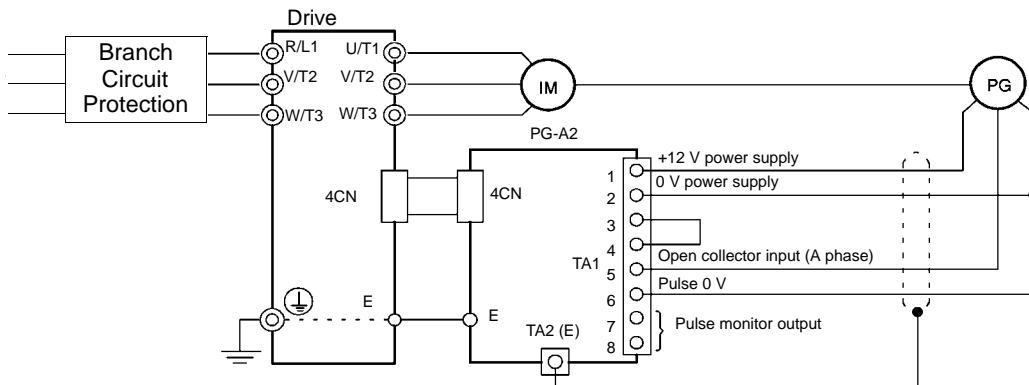 Drive
Branch
Circuit
Protection
R/L1
V/T2
W/T3
U/T1
V/T2
W/T3
IM
PG
PG-A2
4CN
4CN
1
2
3
4
5
6
7
8
+12 V power supply
0 V power supply
TA1
Open collector input (A phase)
Pulse 0 V
Pulse monitor output
E
E
TA2 (E)